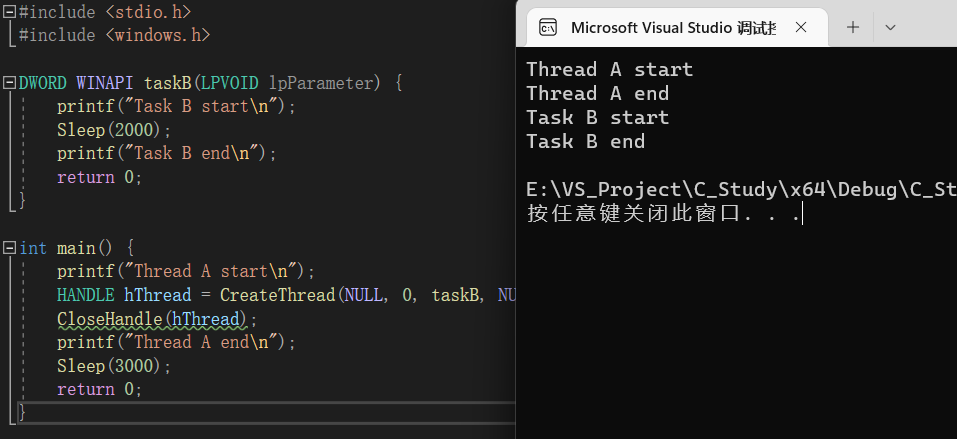 #include <stdio.h>
#include <windows.h>
DWORD WINAPI taskB(LPVOID lpParameter) {
printf("Task B start\n");
Sleep(2000);
printf("Task B end\n");
return 0;
}
int main() {
printf("Thread A start\n");
HANDLE hThread = CreateThread(NULL, 0, taskB, NU
CloseHandle(hThread);
printf("Thread A end\n");
Sleep(3000);
return 0;
}
Microsoft Visual Studio 调试
Thread A start
Thread A end
Task B start
Task B end
E:\VS_Project\C_Study\x64\Debug\C_St
按任意键关闭此窗口. . .